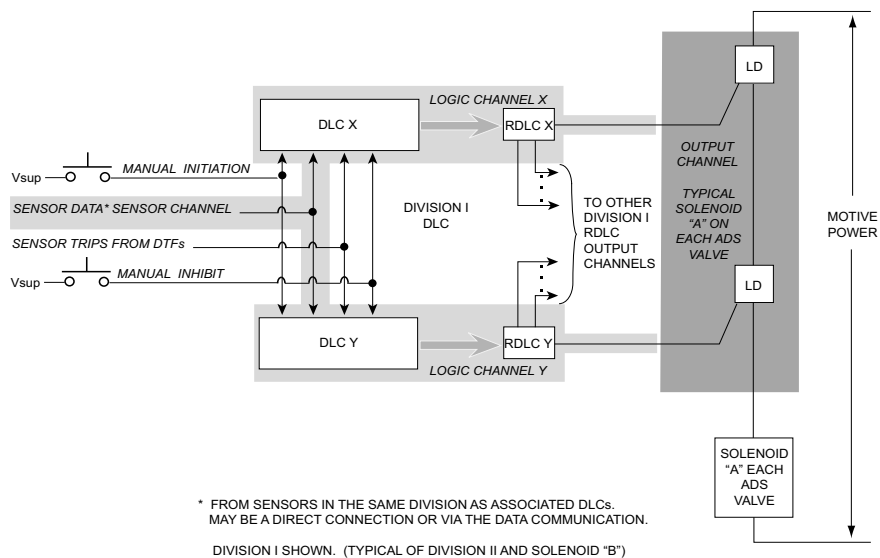 LD
LOGIC CHANNEL X
DLC X
RDLC X
OUTPUT
CHANNEL
TYPICAL
SOLENOID
"A" ON
EACH ADS
VALVE
MANUAL INITIATION
Vsup
SENSOR DATA* SENSOR CHANNEL
DIVISION I
DLC
TO OTHER
DIVISION I
RDLC
OUTPUT
CHANNELS
MOTIVE
POWER
SENSOR TRIPS FROM DTFs
MANUAL INHIBIT
Vsup
LD
DLC Y
RDLC Y
LOGIC CHANNEL Y
SOLENOID
"A" EACH
ADS
VALVE
* FROM SENSORS IN THE SAME DIVISION AS ASSOCIATED DLCs.
MAY BE A DIRECT CONNECTION OR VIA THE DATA COMMUNICATION.
DIVISION I SHOWN. (TYPICAL OF DIVISION II AND SOLENOID "B")